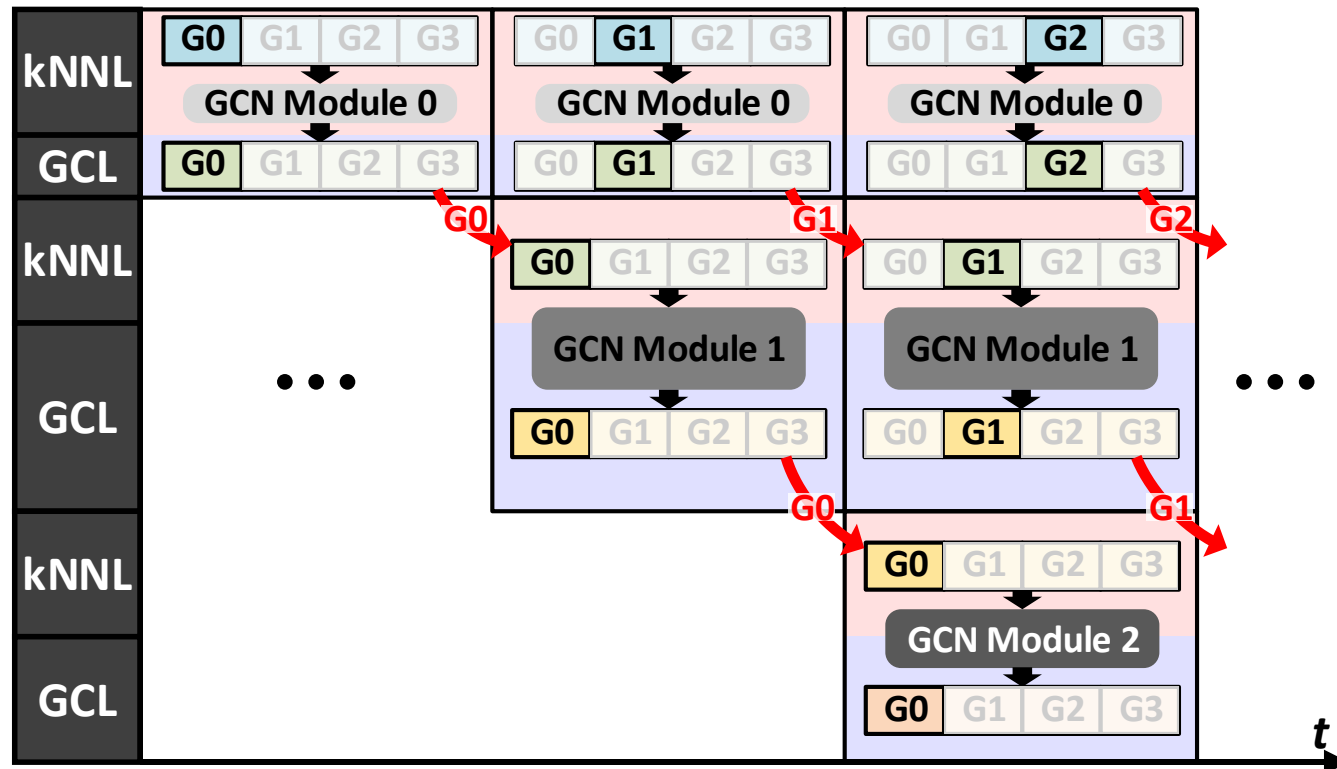 kNNL
G0 G1 G2 G3
G0 G1 G2 G3
G0 G1 G2 G3
GCN Module 0
GCN Module 0
GCN Module 0
GCL
G0 G1 G2 G3
G0 G1 G2 G3
G0 G1 G2 G3
G0
G1
G2
kNNL
G0 G1 G2 G3
G0 G1 G2 G3
GCN Module 1
GCN Module 1
GCL
G0 G1 G2 G3
G0 G1 G2 G3
G0
G1
kNNL
G0 G1 G2 G3
GCN Module 2
GCL
G0 G1 G2 G3
t